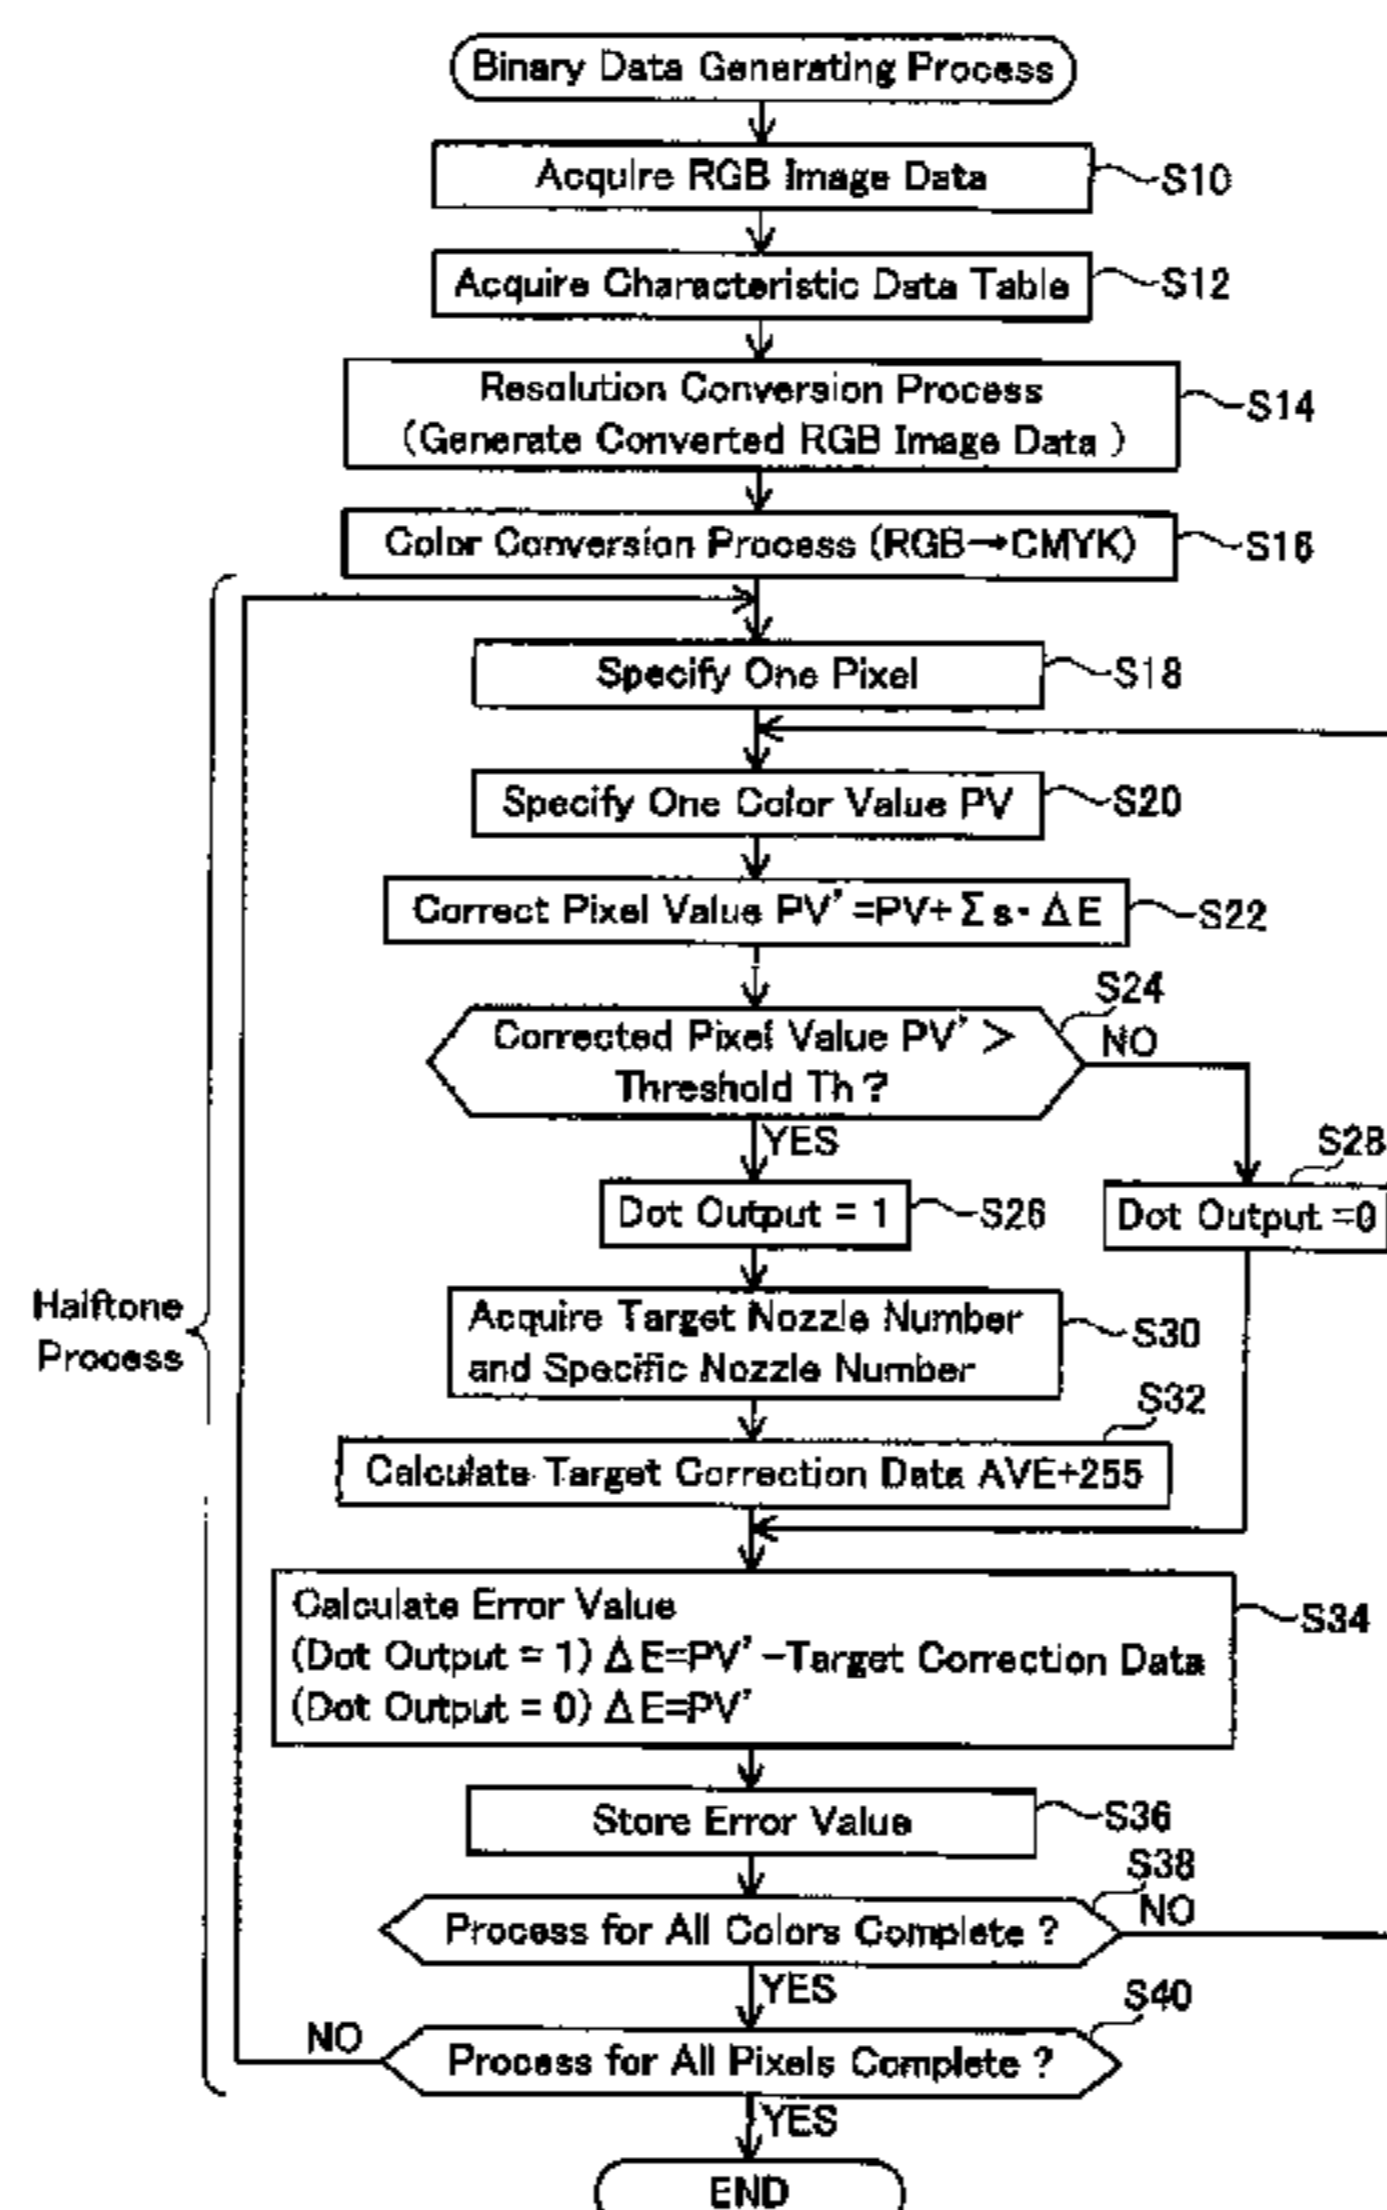 Binary Data Generating Process
Acquire RGB Image Data
S10
Acquire Characteristic Data Table
S12
Resolution Conversion Process
(Generate Converted RGB Image Data )
S14
Color Conversion Process (RGB→CMYK)
S16
Specify One Pixel
S18
Specify One Color Value PV
S20
Correct Pixel Value PV'=PV+Σs・ΔE
S22
S24
Corrected Pixel Value PV' >
Threshold Th ?
NO
YES
S28
Dot Output = 1
S26
Dot Output =0
Halftone
Process
Acquire Target Nozzle Number
and Specific Nozzle Number
S30
S32
Calculate Target Correction Data AVE+255
Calculate Error Value
(Dot Output = 1) ΔE=PV' -Target Correction Data
(Dot Output = 0) ΔE=PV'
S34
Store Error Value
S36
S38
Process for All Colors Complete ?
NO
YES
S40
NO
Process for All Pixels Complete ?
YES
END